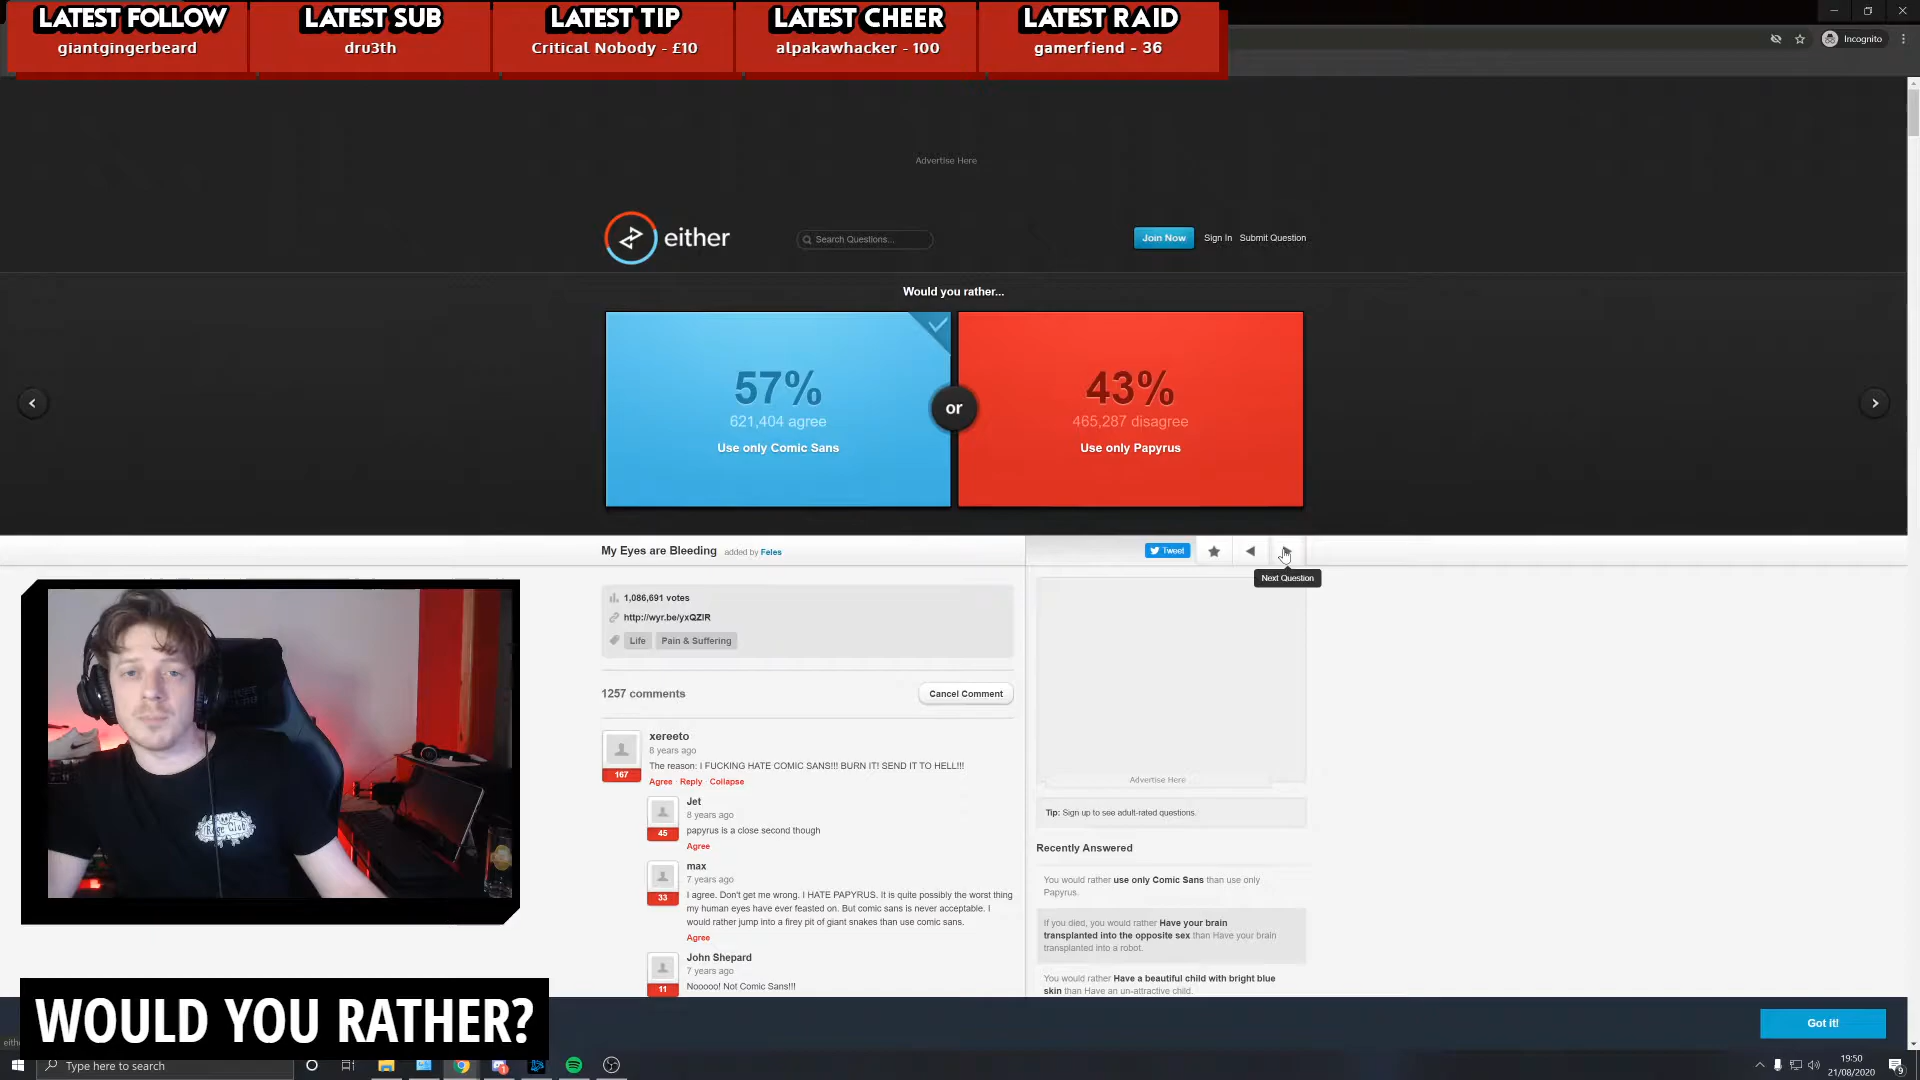 LATEST FOLLOW
giantgingerbeard
LATEST SUB
dru3th
LATEST TIP
Critical Nobody - £10
LATEST CHEER
alpakawhacker - 100
LATEST RAID
gamerfiend - 36
Incognito
Advertise Here
either
Search Questions...
Join Now
Sign In
Submit Question
Would you rather...
57%
621,404 agree
Use only Comic Sans
or
43%
465,287 disagree
Use only Papyrus
My Eyes are Bleeding added by Feles
Tweet
Next Question
1,086,691 votes
http://wyr.be/yxQZlR
Life
Pain & Suffering
1257 comments
Cancel Comment
xereeto
8 years ago
The reason: I FUCKING HATE COMIC SANS!!! BURN IT! SEND IT TO HELL!!!
167
Agree · Reply · Collapse
Jet
8 years ago
papyrus is a close second though
45
Agree
max
7 years ago
I agree. Don't get me wrong. I HATE PAPYRUS. It is quite possibly the worst thing
my human eyes have ever feasted on. But comic sans is never acceptable. I
would rather jump into a firey pit of giant snakes than use comic sans.
33
Agree
John Shepard
7 years ago
Nooooo! Not Comic Sans!!!
11
Advertise Here
Tip: Sign up to see adult-rated questions.
Recently Answered
You would rather use only Comic Sans than use only
Papyrus.
If you died, you would rather Have your brain
transplanted into the opposite sex than Have your brain
transplanted into a robot.
You would rather Have a beautiful child with bright blue
skin than Have an un-attractive child.
Rage Club
WOULD YOU RATHER?
Got it!
Type here to search
19:50
21/08/2020